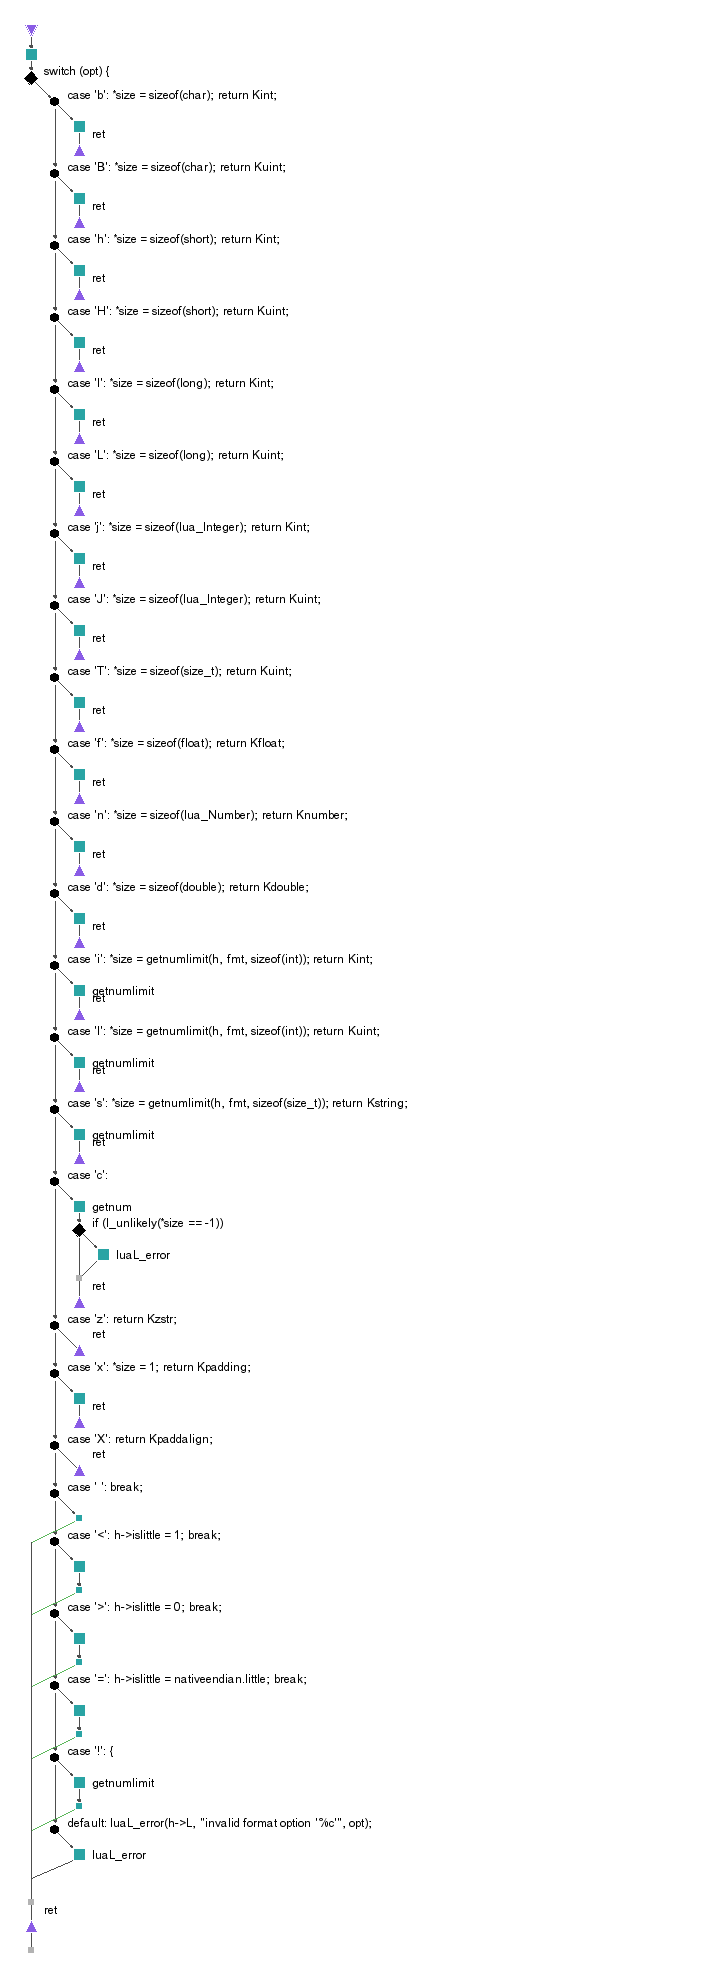 switch (opt) {
case 'b': *size = sizeof(char); return Kint;
ret
case 'B': *size = sizeof(char); return Kuint;
ret
case 'h': *size = sizeof(short); return Kint;
ret
case 'H': *size = sizeof(short); return Kuint;
ret
case 'l': *size = sizeof(long); return Kint;
ret
case 'L': *size = sizeof(long); return Kuint;
ret
case 'j': *size = sizeof(lua_Integer); return Kint;
ret
case 'J': *size = sizeof(lua_Integer); return Kuint;
ret
case 'T': *size = sizeof(size_t); return Kuint;
ret
case 'f': *size = sizeof(float); return Kfloat;
ret
case 'n': *size = sizeof(lua_Number); return Knumber;
ret
case 'd': *size = sizeof(double); return Kdouble;
ret
case 'i': *size = getnumlimit(h, fmt, sizeof(int)); return Kint;
getnumlimit
ret
case 'I': *size = getnumlimit(h, fmt, sizeof(int)); return Kuint;
getnumlimit
ret
case 's': *size = getnumlimit(h, fmt, sizeof(size_t)); return Kstring;
getnumlimit
ret
case 'c':
getnum
if (l_unlikely(*size == -1))
luaL_error
ret
case 'z': return Kzstr;
ret
case 'x': *size = 1; return Kpadding;
ret
case 'X': return Kpaddalign;
ret
case ' ': break;
case '<': h->islittle = 1; break;
case '>': h->islittle = 0; break;
case '=': h->islittle = nativeendian.little; break;
case '!': {
getnumlimit
default: luaL_error(h->L, "invalid format option '%c'", opt);
luaL_error
ret